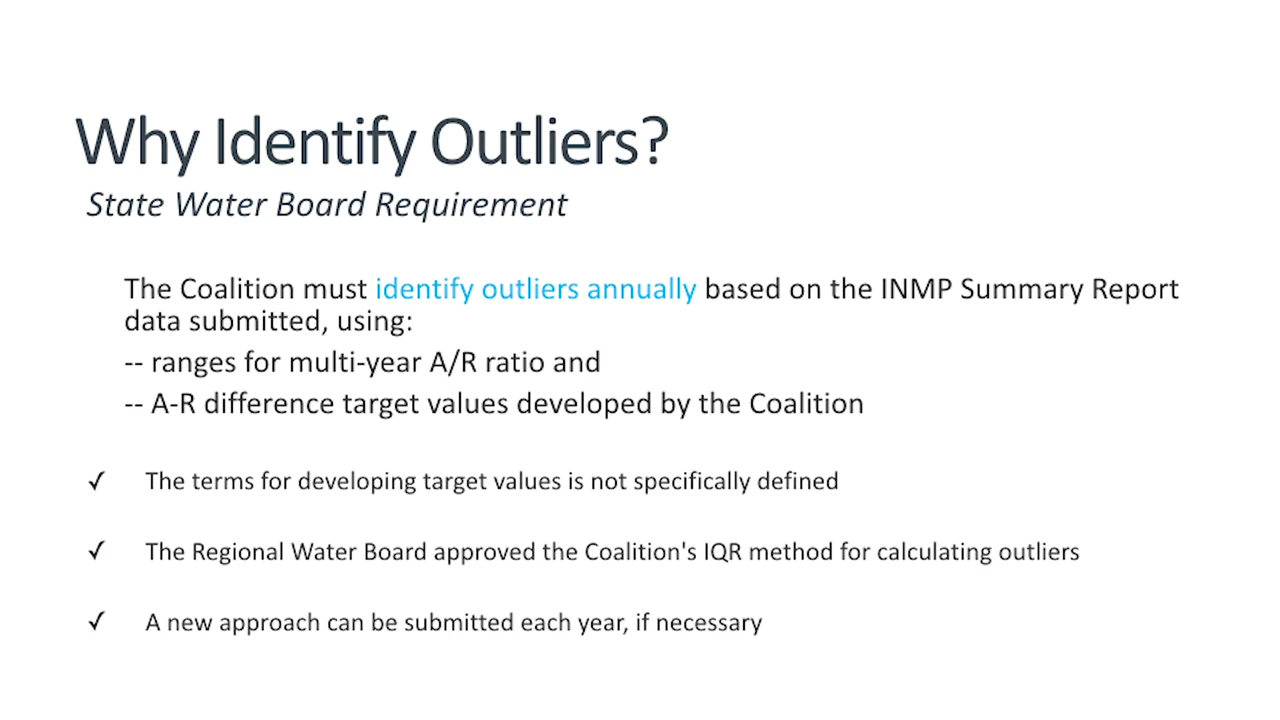 Why Identify Outliers?
State Water Board Requirement
The Coalition must identify outliers annually based on the INMP Summary Report
data submitted, using:
-- ranges for multi-year A/R ratio and
-- A-R difference target values developed by the Coalition
✓ The terms for developing target values is not specifically defined
✓ The Regional Water Board approved the Coalition's IQR method for calculating outliers
✓ A new approach can be submitted each year, if necessary